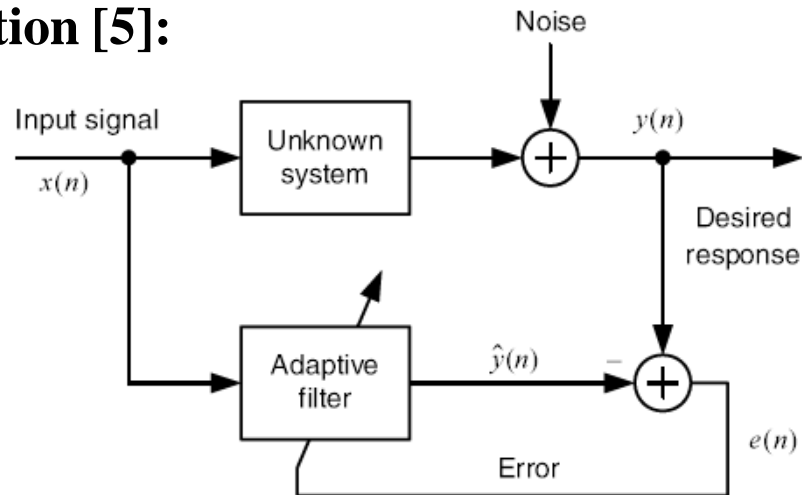 tion [5]:
Noise
Input signal
x(n)
Unknown
system
+
y(n)
Desired
response
Adaptive
filter
ŷ(n)
−
+
e(n)
Error